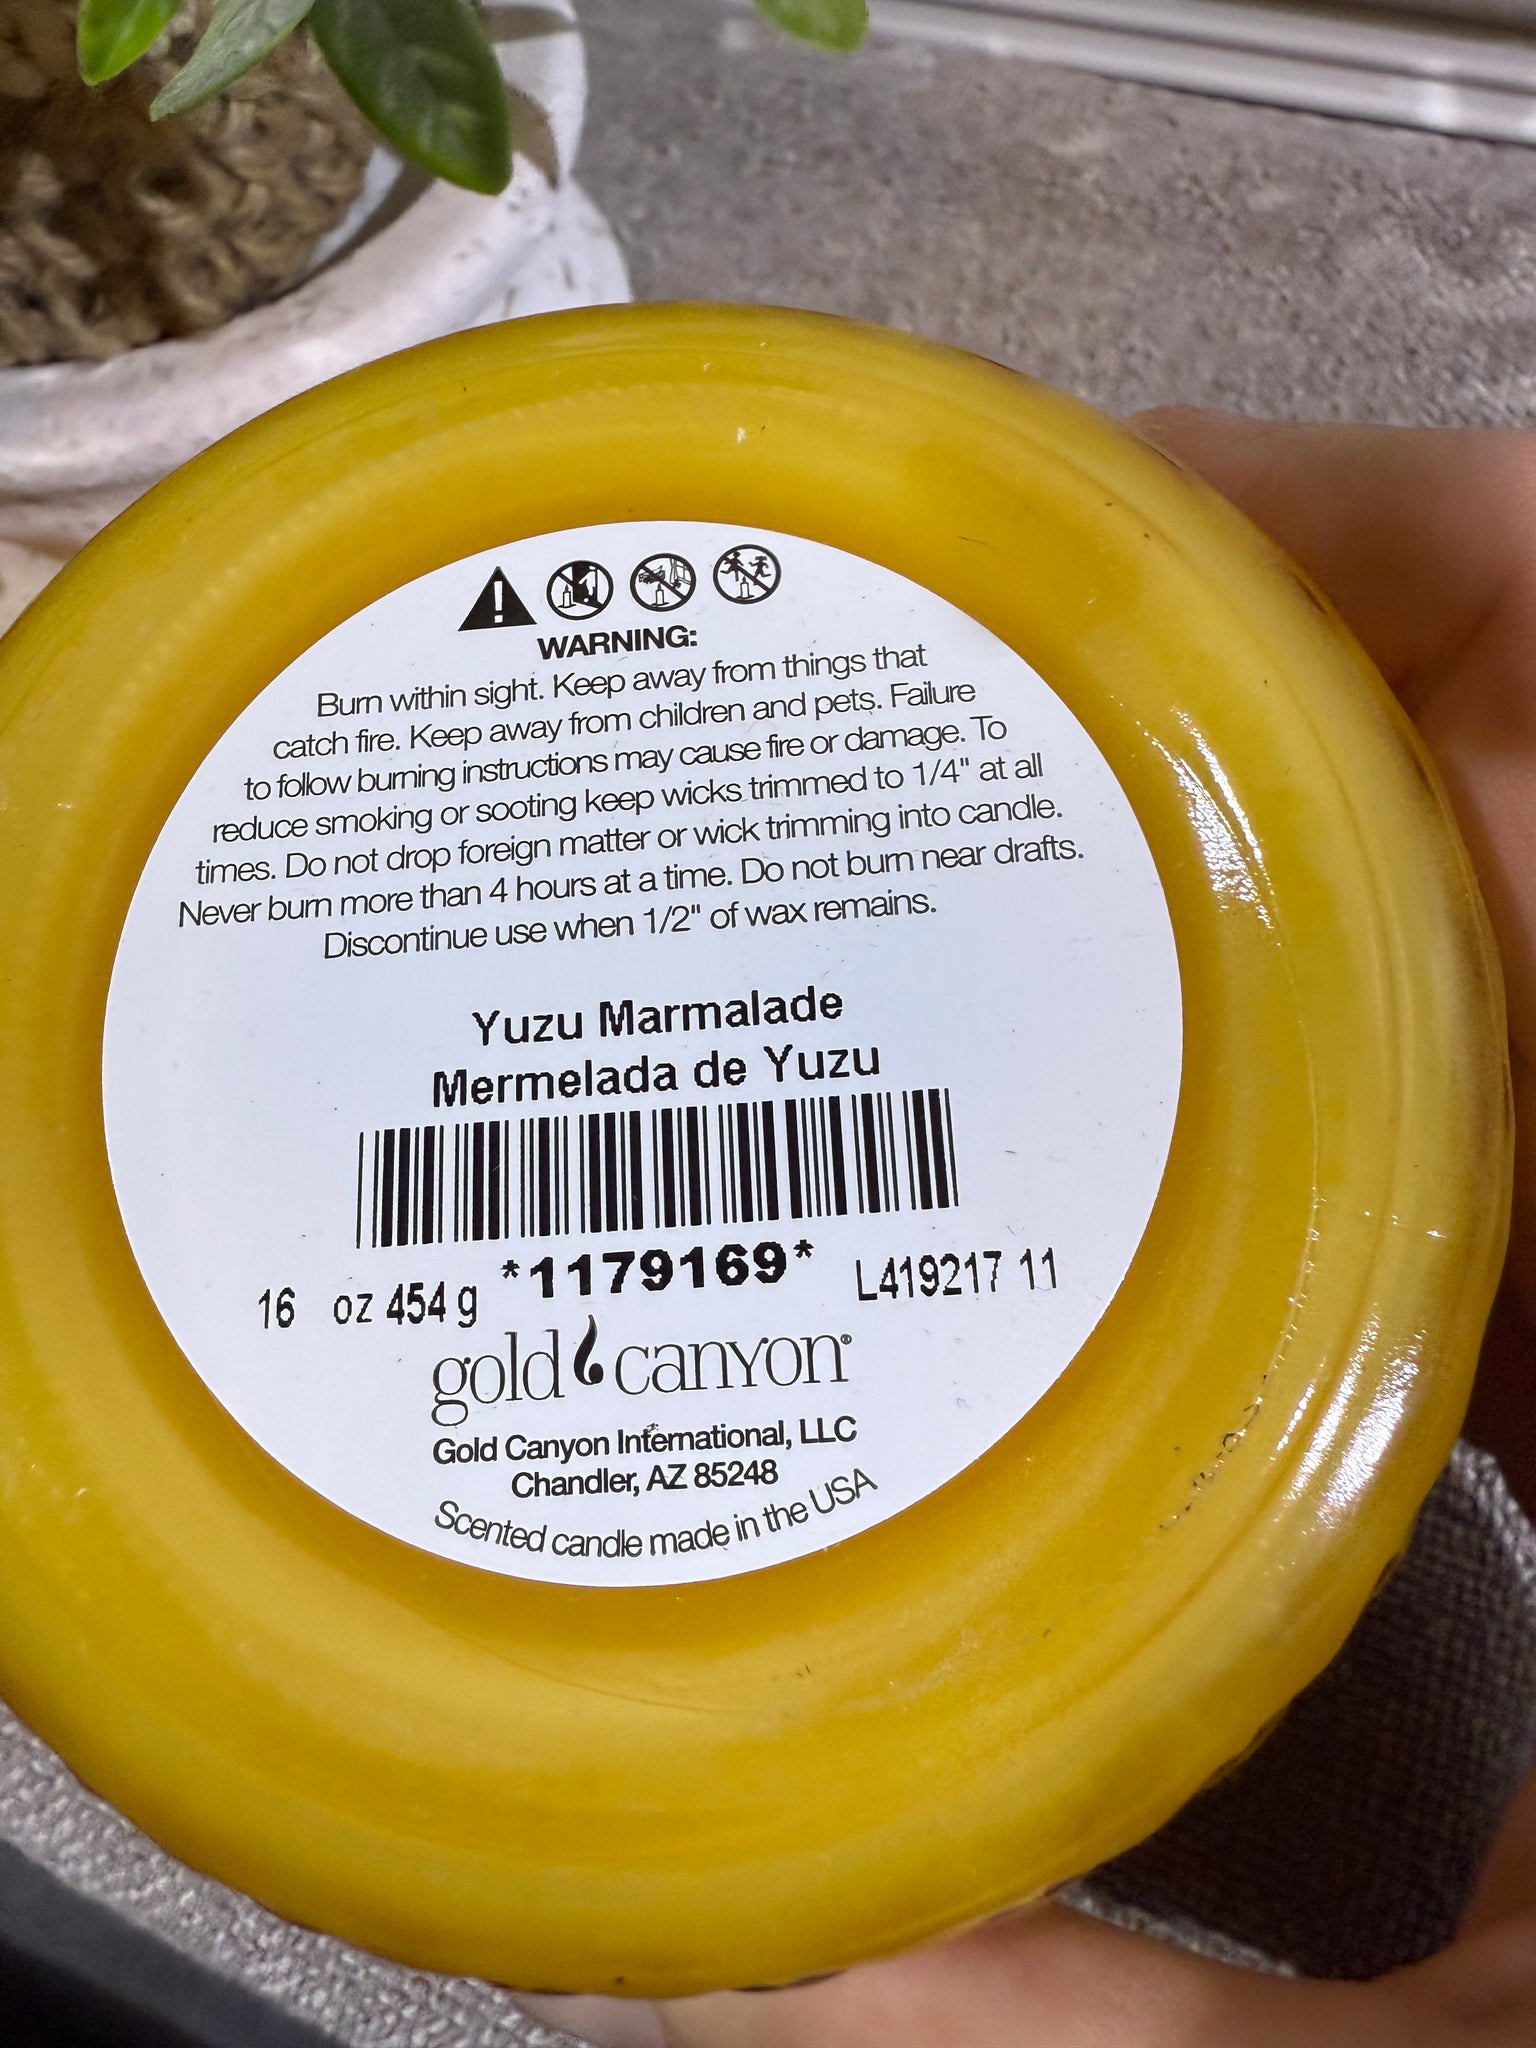 WARNING:
Burn within sight. Keep away from things that
catch fire. Keep away from children and pets. Failure
to follow burning instructions may cause fire or damage. To
reduce smoking or sooting keep wicks trimmed to 1/4" at all
times. Do not drop foreign matter or wick trimming into candle.
Never burn more than 4 hours at a time. Do not burn near drafts.
Discontinue use when 1/2" of wax remains.
Yuzu Marmalade
Mermelada de Yuzu
16 oz 454 g *1179169* L419217 11
gold canyon®
Gold Canyon International, LLC
Chandler, AZ 85248
Scented candle made in the USA